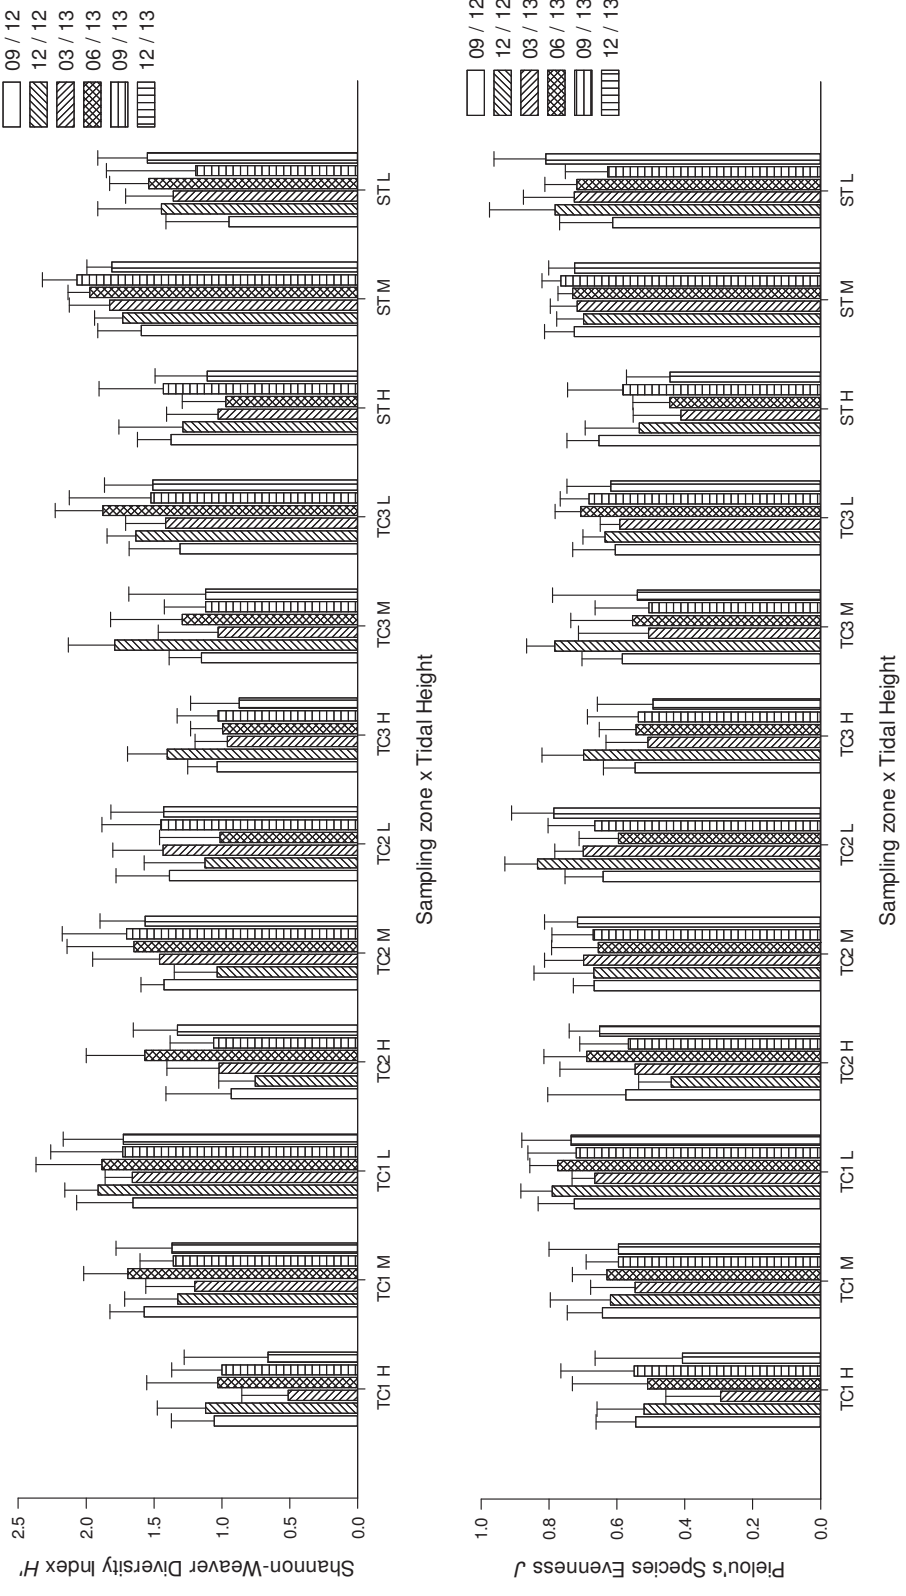 Shannon-Weaver Diversity Index H'
2.5
2.0
1.5
1.0
0.5
0.0
TC1 H
TC1 M
TC1 L
TC2 H
TC2 M
TC2 L
TC3 H
TC3 M
TC3 L
ST H
ST M
ST L
Sampling zone x Tidal Height
09 / 12
12 / 12
03 / 13
06 / 13
09 / 13
12 / 13
Pielou's Species Evenness J
1.0
0.8
0.6
0.4
0.2
0.0
TC1 H
TC1 M
TC1 L
TC2 H
TC2 M
TC2 L
TC3 H
TC3 M
TC3 L
ST H
ST M
ST L
Sampling zone x Tidal Height
09 / 12
12 / 12
03 / 13
06 / 13
09 / 13
12 / 13